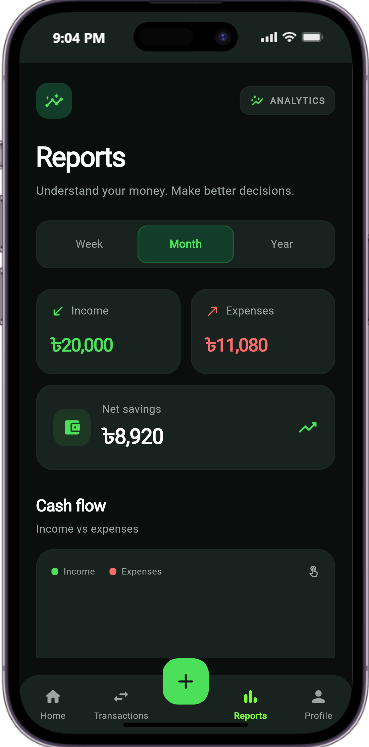 9:04 PM
ANALYTICS
Reports
Understand your money. Make better decisions.
Week Month Year
Income Expenses
৳20,000 ৳11,080
Net savings
৳8,920
Cash flow
Income vs expenses
Income Expenses
+
Home Transactions Reports Profile